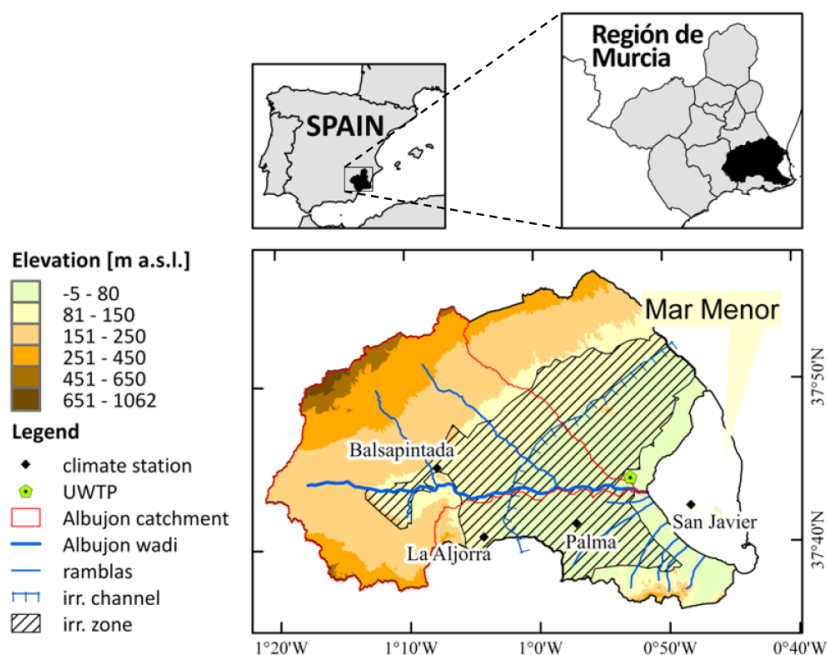 SPAIN
Región de
Murcia
Elevation [m a.s.l.]
-5 - 80
81 - 150
151 - 250
251 - 450
451 - 650
651 - 1062
Legend
climate station
UWTP
Albujon catchment
Albujon wadi
ramblas
irr. channel
irr. zone
Mar Menor
Balsapintada
La Aljorra
Palma
San Javier
37°50'N
37°40'N
1°20'W
1°10'W
1°0'W
0°50'W
0°40'W